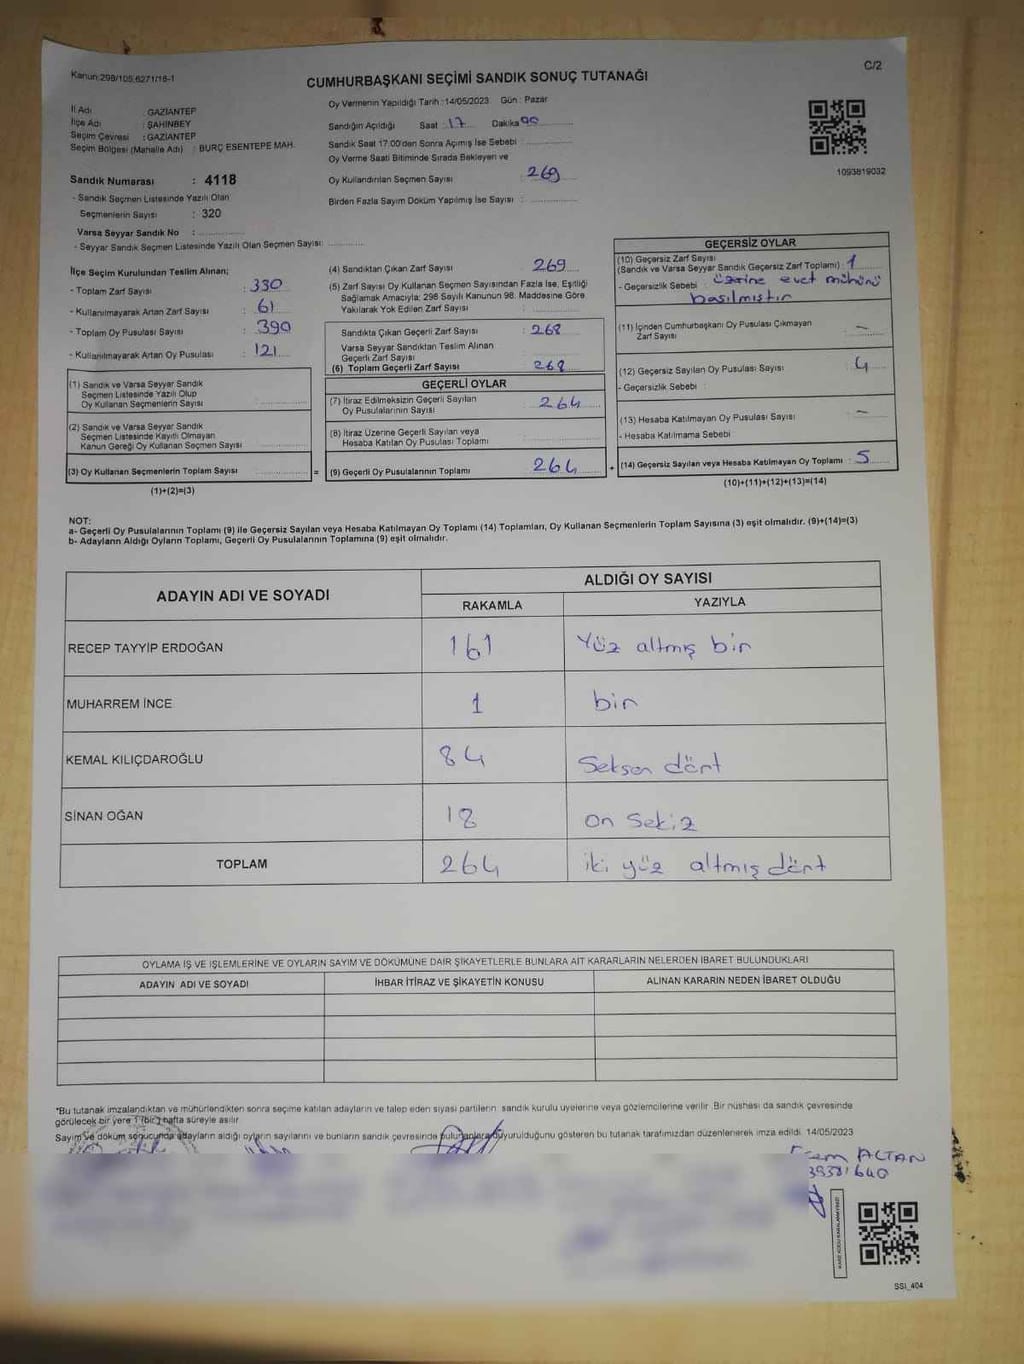 Kanun:298/105,6271/16-1
C/2
CUMHURBAŞKANI SEÇİMİ SANDIK SONUÇ TUTANAĞI
Oy Vermenin Yapıldığı Tarih :14/05/2023 Gün : Pazar
İl Adı : GAZİANTEP
İlçe Adı : ŞAHİNBEY
Seçim Çevresi : GAZİANTEP
Seçim Bölgesi (Mahalle Adı) : BURÇ ESENTEPE MAH.
Sandığın Açıldığı Saat : 17 Dakika
Sandık Saat 17:00'den Sonra Açımış İse Sebebi :
Oy Verme Saati Bitiminde Sırada Bekleyen ve
Oy Kullandırılan Seçmen Sayısı : 269
Birden Fazla Sayım Döküm Yapılmış İse Sayısı :
1093819032
Sandık Numarası : 4118
- Sandık Seçmen Listesinde Yazılı Olan
Seçmenlerin Sayısı : 320
Varsa Seyyar Sandık No :
- Seyyar Sandık Seçmen Listesinde Yazılı Olan Seçmen Sayısı:
İlçe Seçim Kurulundan Teslim Alınan;
- Toplam Zarf Sayısı : 330
- Kullanılmayarak Artan Zarf Sayısı : 61
- Toplam Oy Pusulası Sayısı : 390
- Kullanılmayarak Artan Oy Pusulası : 121
(1) Sandık ve Varsa Seyyar Sandık
Seçmen Listesinde Yazılı Olup
Oy Kullanan Seçmenlerin Sayısı
(2) Sandık ve Varsa Seyyar Sandık
Seçmen Listesinde Kayıtlı Olmayan
Kanun Gereği Oy Kullanan Seçmen Sayısı
(3) Oy Kullanan Seçmenlerin Toplam Sayısı
(1)+(2)=(3)
(4) Sandıktan Çıkan Zarf Sayısı : 269
(5) Zarf Sayısı Oy Kullanan Seçmen Sayısından Fazla İse, Eşitliği
Sağlamak Amacıyla; 298 Sayılı Kanunun 98. Maddesine Göre
Yakılarak Yok Edilen Zarf Sayısı :
Sandıkta Çıkan Geçerli Zarf Sayısı : 268
Varsa Seyyar Sandıktan Teslim Alınan
Geçerli Zarf Sayısı
(6) Toplam Geçerli Zarf Sayısı : 268
GEÇERLİ OYLAR
(7) İtiraz Edilmeksizin Geçerli Sayılan
Oy Pusulalarının Sayısı : 264
(8) İtiraz Üzerine Geçerli Sayılan veya
Hesaba Katılan Oy Pusulası Toplamı
= (9) Geçerli Oy Pusulalarının Toplamı 264
GEÇERSİZ OYLAR
(10) Geçersiz Zarf Sayısı
(Sandık ve Varsa Seyyar Sandık Geçersiz Zarf Toplamı) : 1
- Geçersizlik Sebebi : üzerine evet mühürü
basılmıştır
(11) İçinden Cumhurbaşkanı Oy Pusulası Çıkmayan
Zarf Sayısı : -
(12) Geçersiz Sayılan Oy Pusulası Sayısı : 4
- Geçersizlik Sebebi :
(13) Hesaba Katılmayan Oy Pusulası Sayısı : -
- Hesaba Katılmama Sebebi
+ (14) Geçersiz Sayılan veya Hesaba Katılmayan Oy Toplamı : 5
(10)+(11)+(12)+(13)=(14)
NOT:
a- Geçerli Oy Pusulalarının Toplamı (9) ile Geçersiz Sayılan veya Hesaba Katılmayan Oy Toplamı (14) Toplamları, Oy Kullanan Seçmenlerin Toplam Sayısına (3) eşit olmalıdır. (9)+(14)=(3)
b- Adayların Aldığı Oyların Toplamı, Geçerli Oy Pusulalarının Toplamına (9) eşit olmalıdır.
ADAYIN ADI VE SOYADI
ALDIĞI OY SAYISI
RAKAMLA YAZIYLA
RECEP TAYYİP ERDOĞAN 161 Yüz altmış bir
MUHARREM İNCE 1 bin
KEMAL KILIÇDAROĞLU 84 Seksen dört
SİNAN OĞAN 18 on sekiz
TOPLAM 264 iki yüz altmış dört
OYLAMA İŞ VE İŞLEMLERİNE VE OYLARIN SAYIM VE DÖKÜMÜNE DAİR ŞİKAYETLERLE BUNLARA AİT KARARLARIN NELERDEN İBARET BULUNDUKLARI
ADAYIN ADI VE SOYADI İHBAR İTİRAZ VE ŞİKAYETİN KONUSU ALINAN KARARIN NEDEN İBARET OLDUĞU
*Bu tutanak imzalandıktan ve mühürlendikten sonra seçime katılan adayların ve talep eden siyasi partilerin sandık kurulu üyelerine veya gözlemcilerine verilir. Bir nüshası da sandık çevresinde
görülecek bir yere 1 (bir) hafta süreyle asılır
Sayım ve döküm sonucunda adayların aldığı oyların sayılarını ve bunların sandık çevresinde bulunanlara duyurulduğunu gösteren bu tutanak tarafımızdan düzenlenerek imza edildi. 14/05/2023
ALTAN
SSI_404